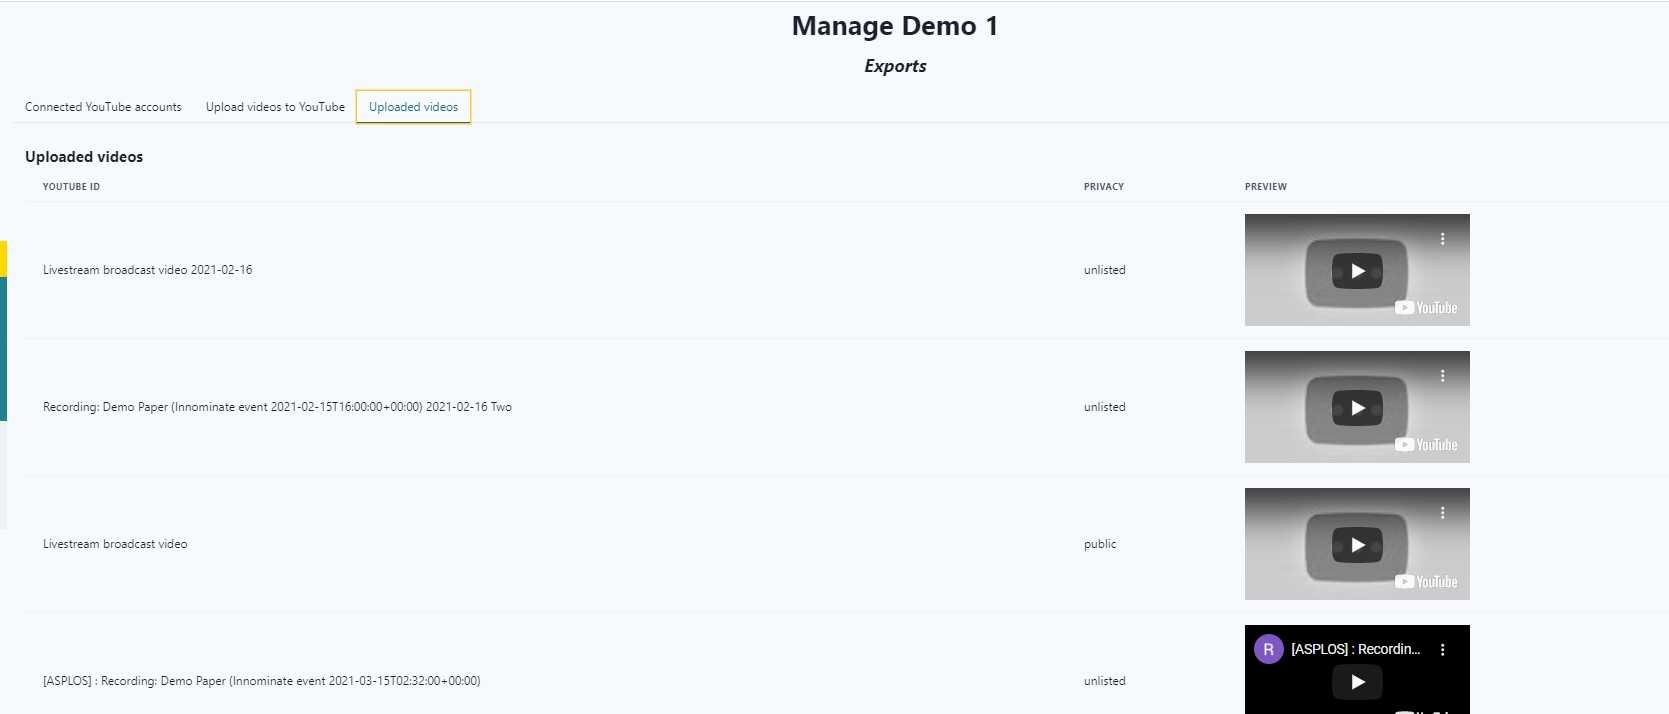 Manage Demo 1
Exports
Connected YouTube accounts Upload videos to YouTube Uploaded videos
Uploaded videos
YOUTUBE ID PRIVACY PREVIEW
Livestream broadcast video 2021-02-16 unlisted
YouTube
Recording: Demo Paper (Innominate event 2021-02-15T16:00:00+00:00) 2021-02-16 Two unlisted
YouTube
Livestream broadcast video public
YouTube
R [ASPLOS] : Recordin...
[ASPLOS] : Recording: Demo Paper (Innominate event 2021-03-15T02:32:00+00:00) unlisted